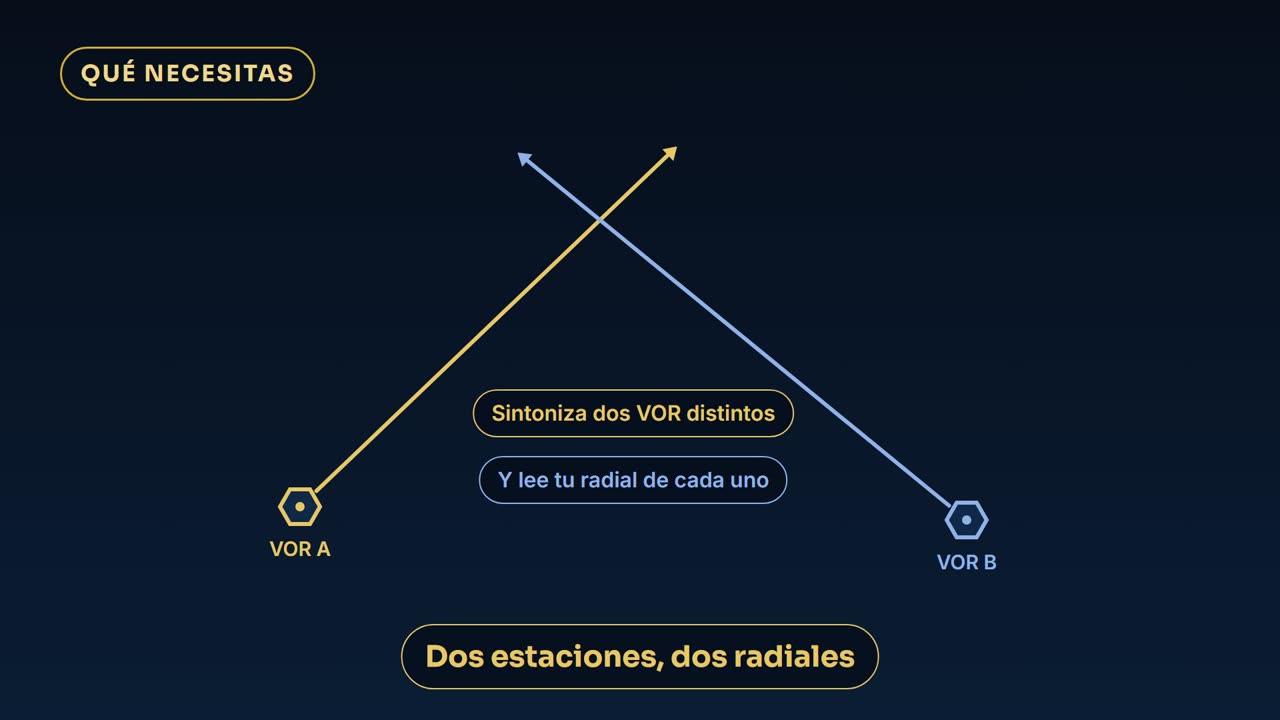 QUÉ NECESITAS
Sintoniza dos VOR distintos
Y lee tu radial de cada uno
VOR A
VOR B
Dos estaciones, dos radiales